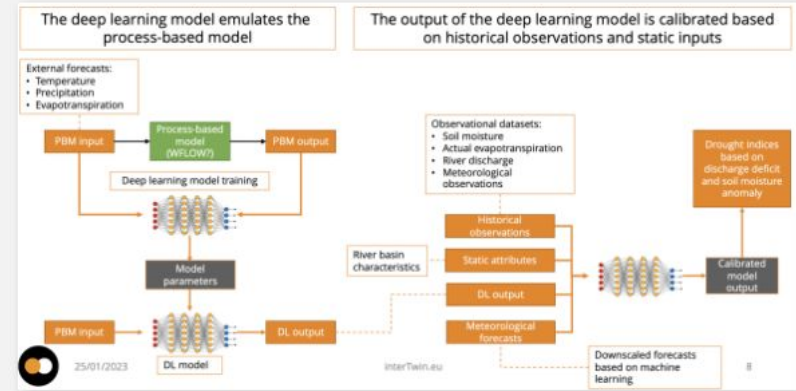 The deep learning model emulates the
process-based model
The output of the deep learning model is calibrated based
on historical observations and static inputs
External forecasts:
• Temperature
• Precipitation
• Evapotranspiration
PBM input
Process-based
model
(WFLOW?)
PBM output
Deep learning model training
Model
parameters
PBM input
DL model
DL output
Observational datasets:
• Soil moisture
• Actual evapotranspiration
• River discharge
• Meteorological
observations
Historical
observations
River basin
characteristics
Static attributes
DL output
Meteorological
forecasts
Calibrated
model
output
Drought indices
based on
discharge deficit
and soil moisture
anomaly
Downscaled forecasts
based on machine
learning
25/01/2023
interTwin.eu
8